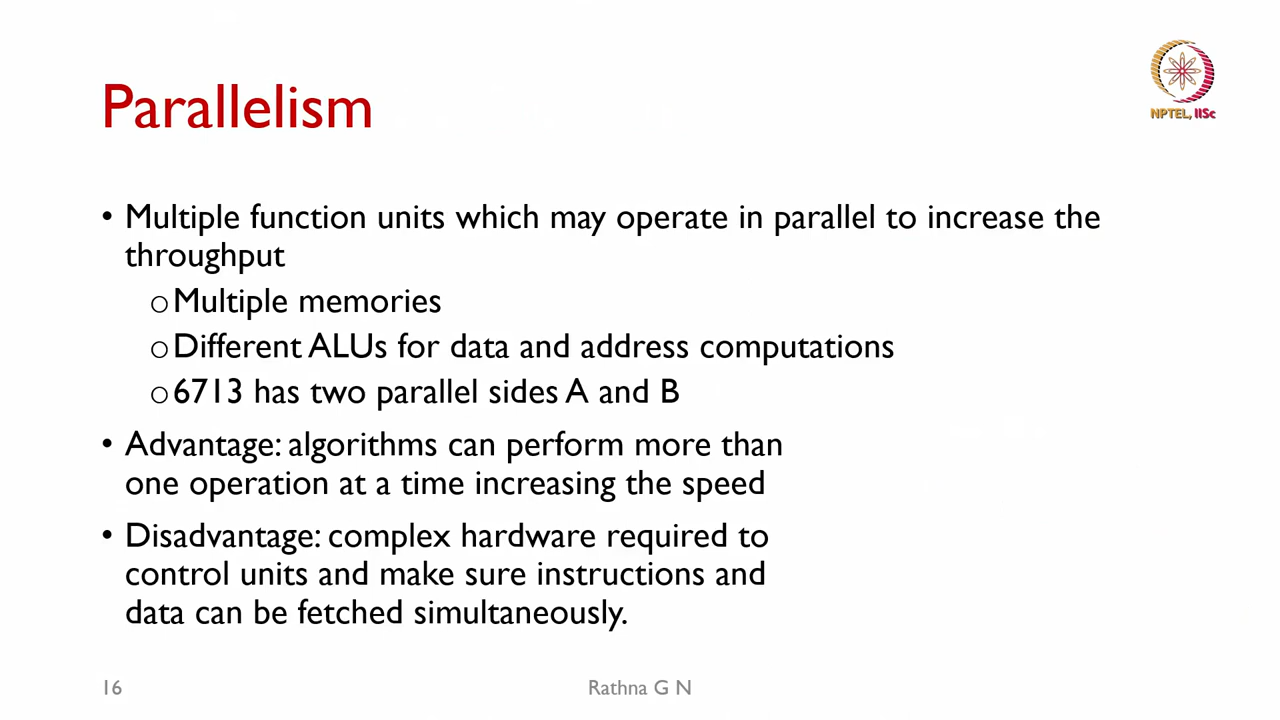 Parallelism
NPTEL, IISc
• Multiple function units which may operate in parallel to increase the
throughput
o Multiple memories
o Different ALUs for data and address computations
o 6713 has two parallel sides A and B
• Advantage: algorithms can perform more than
one operation at a time increasing the speed
• Disadvantage: complex hardware required to
control units and make sure instructions and
data can be fetched simultaneously.
16
Rathna G N